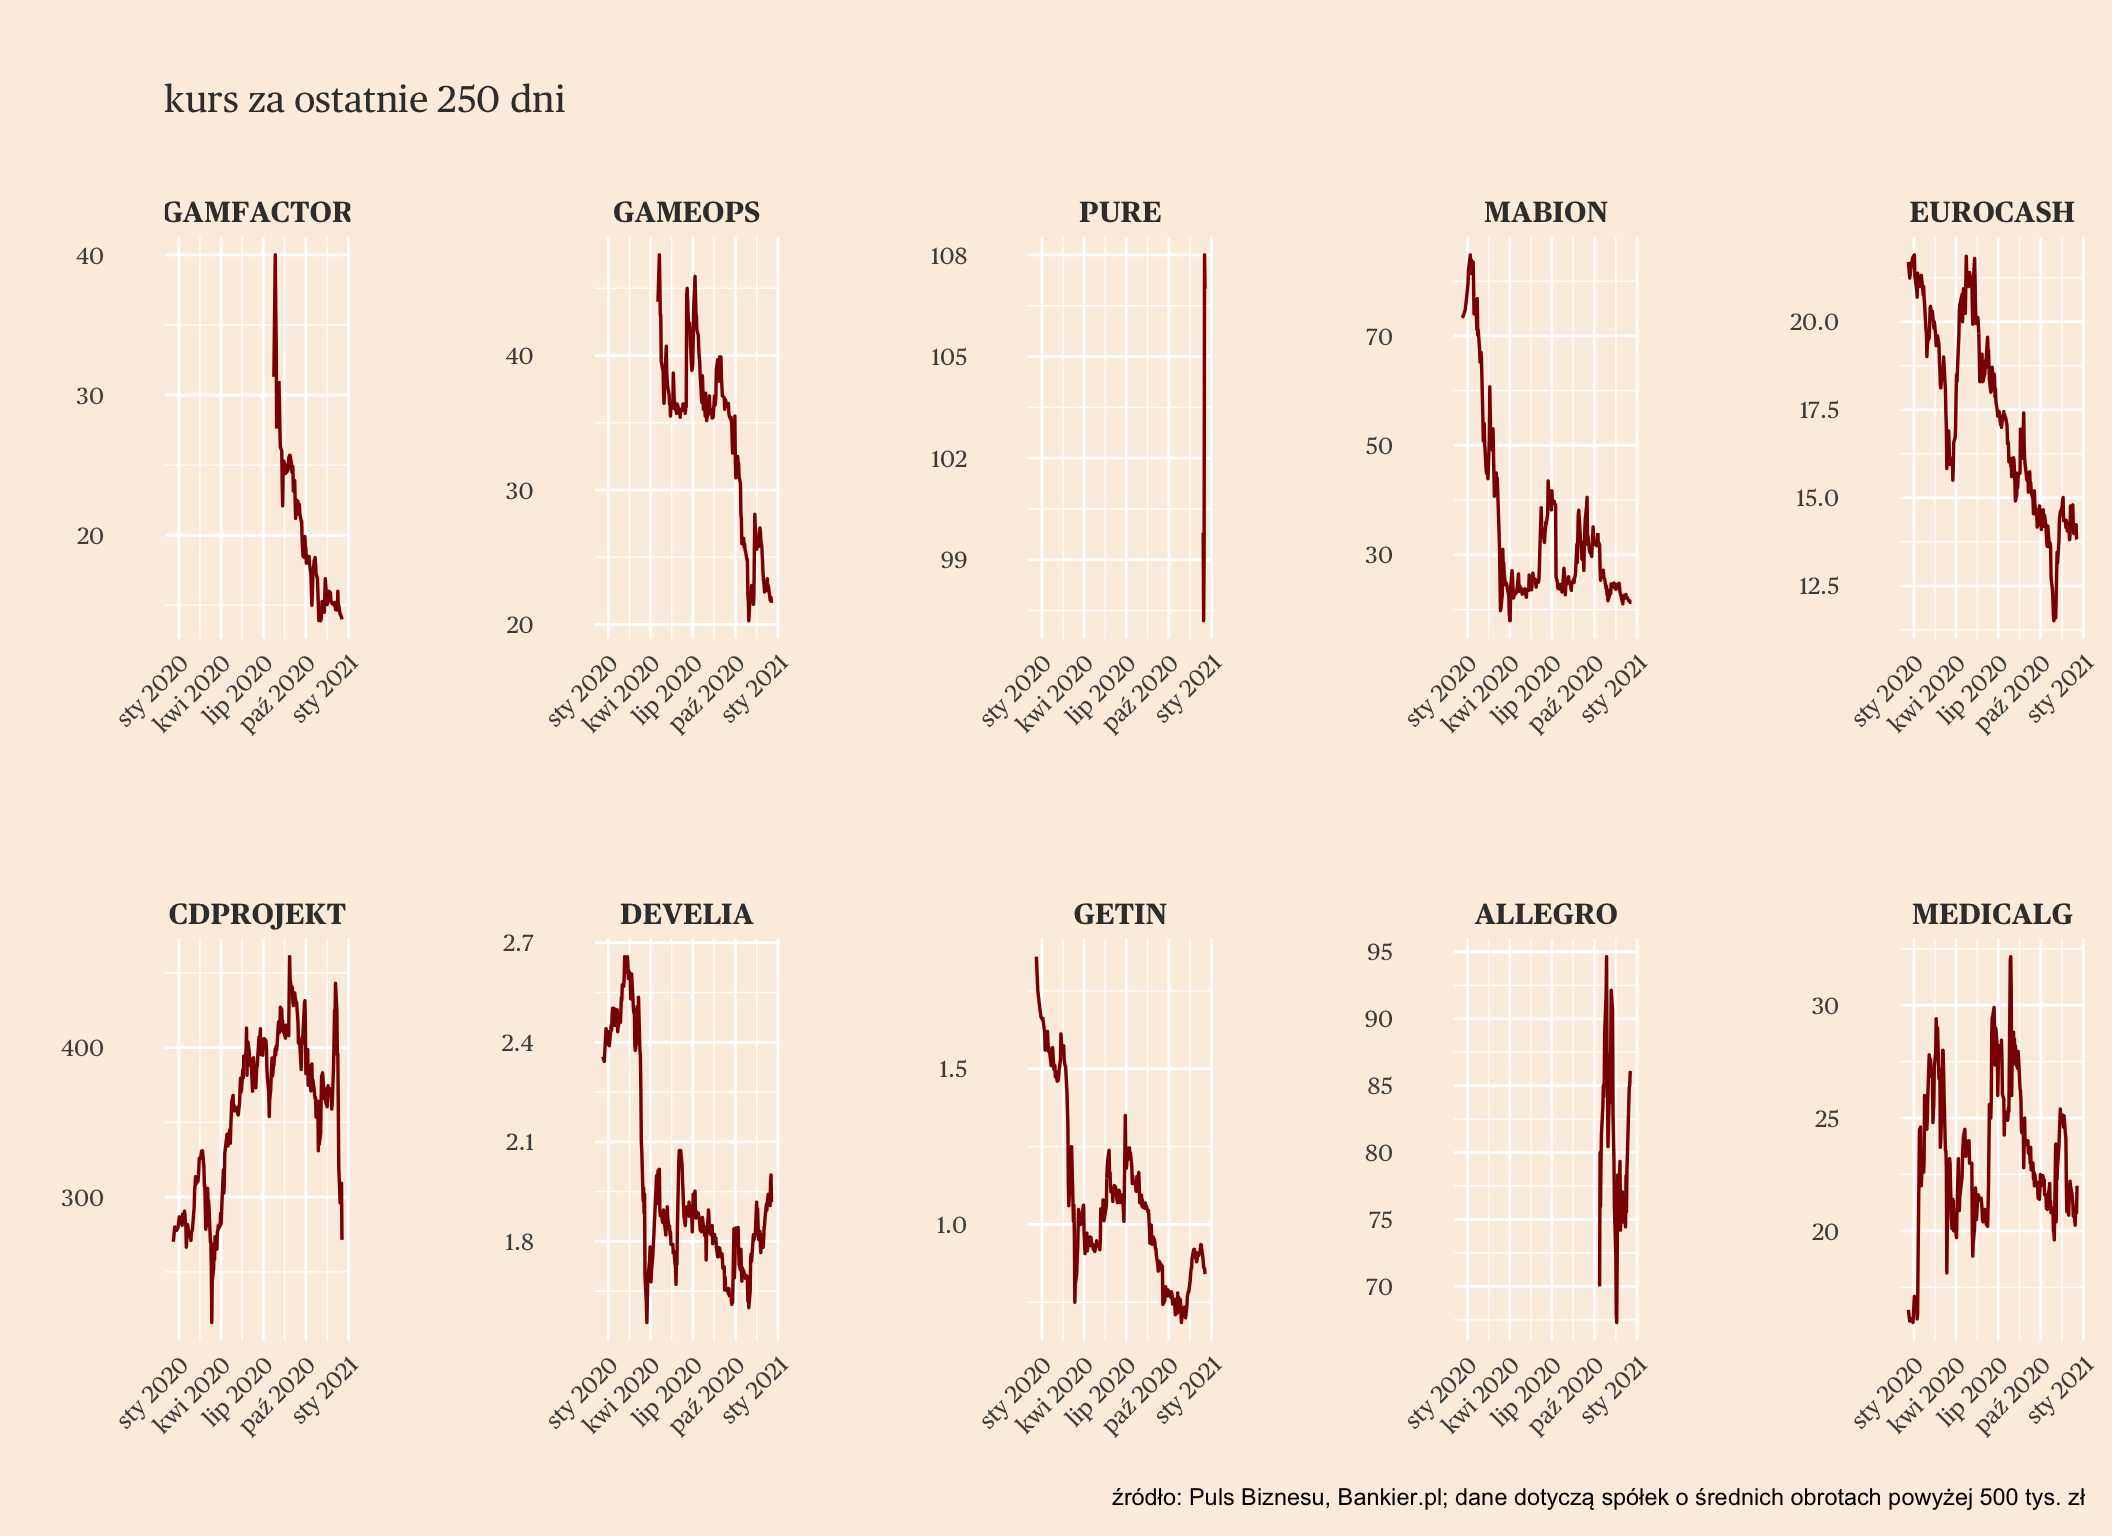 kurs za ostatnie 250 dni
GAMFACTOR
40
30
20
sty 2020
kwi 2020
lip 2020
paź 2020
sty 2021
GAMEOPS
40
30
20
sty 2020
kwi 2020
lip 2020
paź 2020
sty 2021
PURE
108
105
102
99
sty 2020
kwi 2020
lip 2020
paź 2020
sty 2021
MABION
70
50
30
sty 2020
kwi 2020
lip 2020
paź 2020
sty 2021
EUROCASH
20.0
17.5
15.0
12.5
sty 2020
kwi 2020
lip 2020
paź 2020
sty 2021
CDPROJEKT
400
300
sty 2020
kwi 2020
lip 2020
paź 2020
sty 2021
DEVELIA
2.7
2.4
2.1
1.8
sty 2020
kwi 2020
lip 2020
paź 2020
sty 2021
GETIN
1.5
1.0
sty 2020
kwi 2020
lip 2020
paź 2020
sty 2021
ALLEGRO
95
90
85
80
75
70
sty 2020
kwi 2020
lip 2020
paź 2020
sty 2021
MEDICALG
30
25
20
sty 2020
kwi 2020
lip 2020
paź 2020
sty 2021
źródło: Puls Biznesu, Bankier.pl; dane dotyczą spółek o średnich obrotach powyżej 500 tys. zł